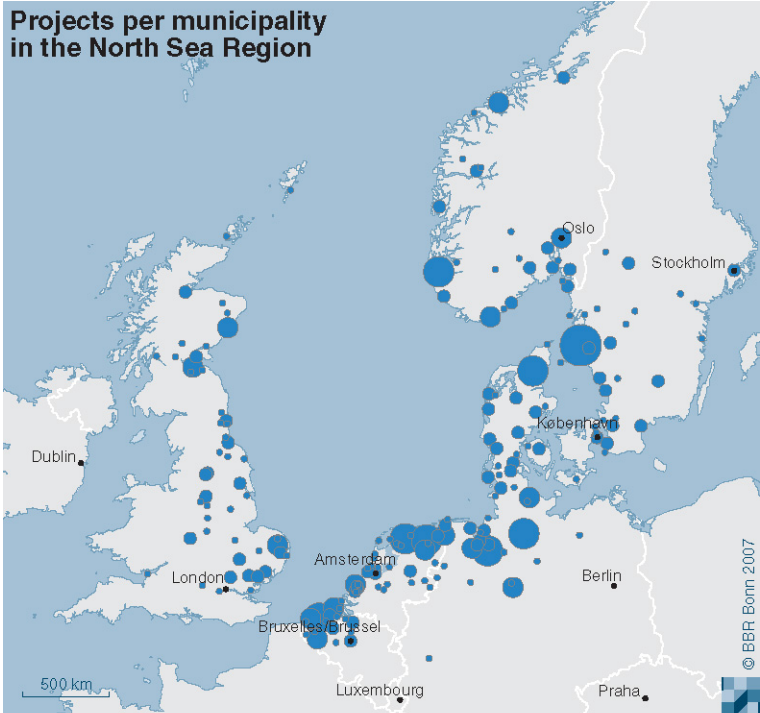 Projects per municipality
in the North Sea Region
Oslo
Stockholm
København
Dublin
Amsterdam
London
Berlin
Bruxelles/Brussel
500 km
Luxembourg
Praha
© BBR Bonn 2007